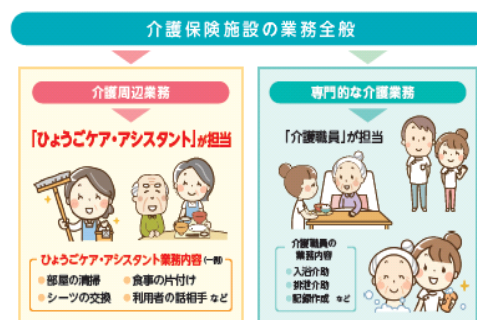 介護保険施設の業務全般
介護周辺業務
「ひょうごケア・アシスタント」が担当
ひょうごケア・アシスタント業務内容(一例)
●部屋の清掃 ●食事の片付け
●シーツの交換 ●利用者の話相手 など
専門的な介護業務
「介護職員」が担当
介護職員の
業務内容
●入浴介助
●排泄介助
●記録作成 など